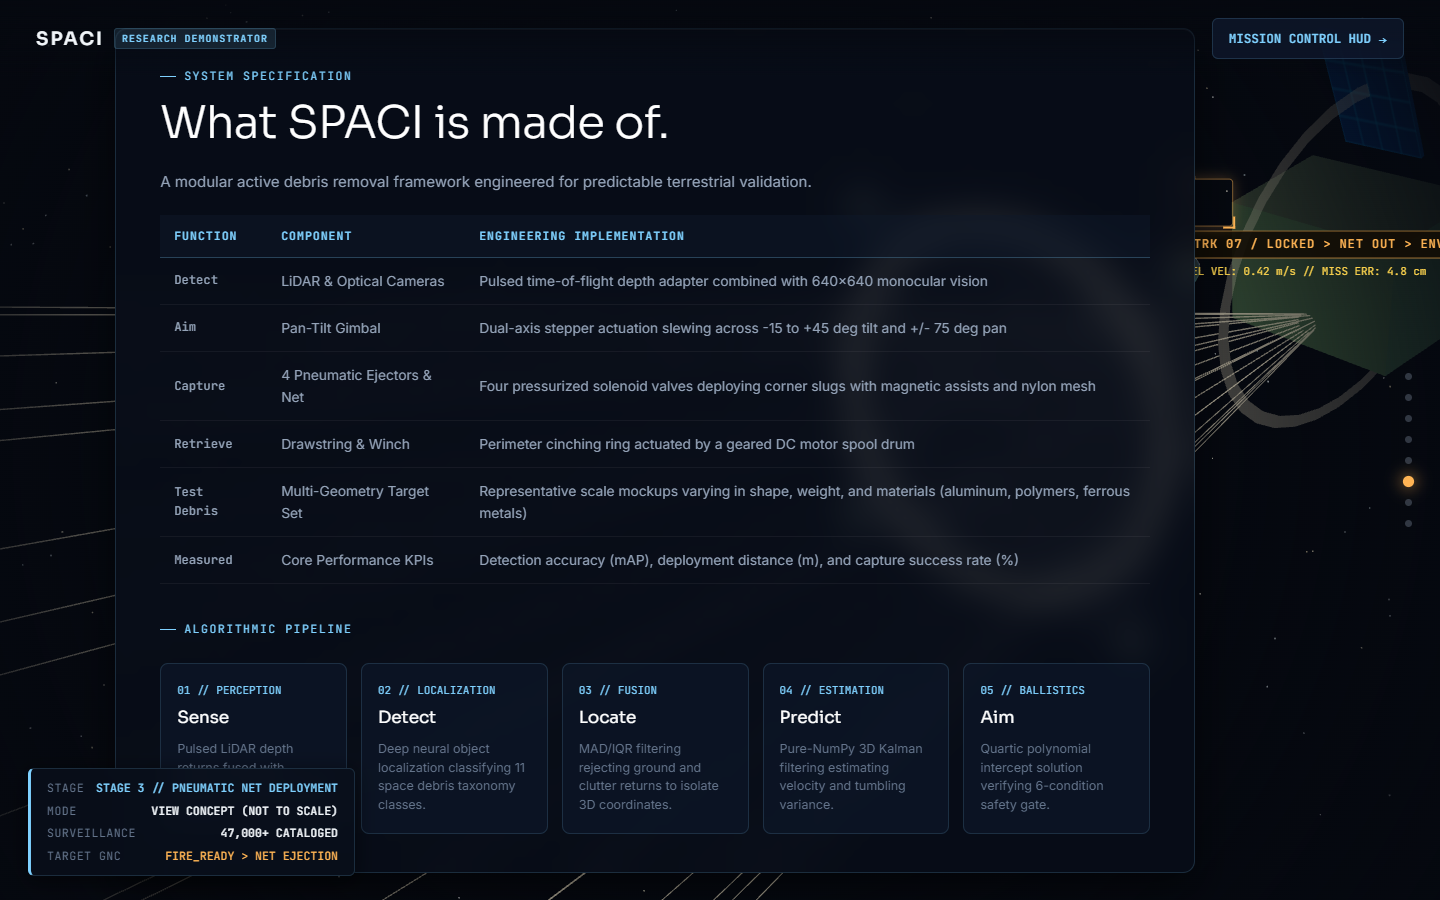 SPACI
RESEARCH DEMONSTRATOR
MISSION CONTROL HUD →
SYSTEM SPECIFICATION
What SPACI is made of.
A modular active debris removal framework engineered for predictable terrestrial validation.
FUNCTION COMPONENT ENGINEERING IMPLEMENTATION
Detect LiDAR & Optical Cameras Pulsed time-of-flight depth adapter combined with 640×640 monocular vision
Aim Pan-Tilt Gimbal Dual-axis stepper actuation slewing across -15 to +45 deg tilt and +/- 75 deg pan
Capture 4 Pneumatic Ejectors &
Net Four pressurized solenoid valves deploying corner slugs with magnetic assists and nylon mesh
Retrieve Drawstring & Winch Perimeter cinching ring actuated by a geared DC motor spool drum
Test Multi-Geometry Target Representative scale mockups varying in shape, weight, and materials (aluminum, polymers, ferrous
Debris Set metals)
Measured Core Performance KPIs Detection accuracy (mAP), deployment distance (m), and capture success rate (%)
TRK 07 / LOCKED > NET OUT > ENV
EL VEL: 0.42 m/s // MISS ERR: 4.8 cm
ALGORITHMIC PIPELINE
01 // PERCEPTION
Sense
Pulsed LiDAR depth
returns fused with
02 // LOCALIZATION
Detect
Deep neural object
localization classifying 11
space debris taxonomy
classes.
03 // FUSION
Locate
MAD/IQR filtering
rejecting ground and
clutter returns to isolate
3D coordinates.
04 // ESTIMATION
Predict
Pure-NumPy 3D Kalman
filtering estimating
velocity and tumbling
variance.
05 // BALLISTICS
Aim
Quartic polynomial
intercept solution
verifying 6-condition
safety gate.
STAGE STAGE 3 // PNEUMATIC NET DEPLOYMENT
MODE VIEW CONCEPT (NOT TO SCALE)
SURVEILLANCE 47,000+ CATALOGED
TARGET GNC FIRE_READY > NET EJECTION